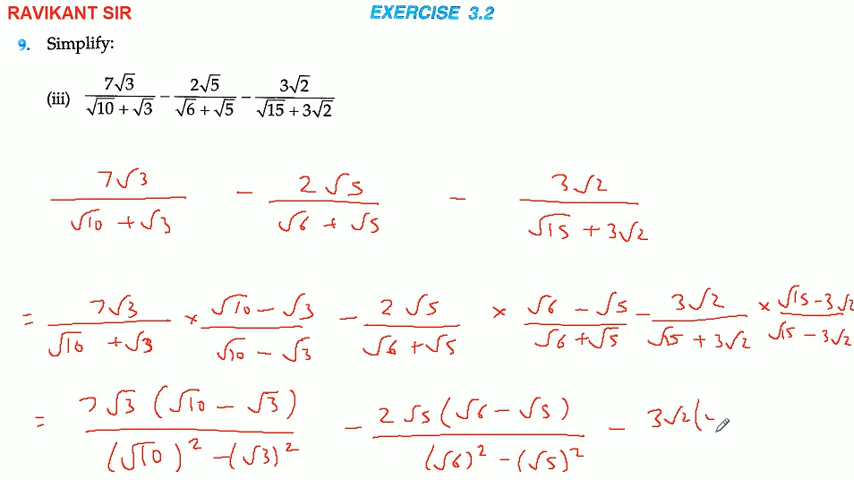 RAVIKANT SIR EXERCISE 3.2
9. Simplify:
(iii) 7√3/(√10 + √3) − 2√5/(√6 + √5) − 3√2/(√15 + 3√2)
7√3/(√10 + √3) − 2√5/(√6 + √5) − 3√2/(√15 + 3√2)
= 7√3/(√10 + √3) × (√10 − √3)/(√10 − √3) − 2√5/(√6 + √5) × (√6 − √5)/(√6 + √5) − 3√2/(√15 + 3√2) × (√15 − 3√2)/(√15 − 3√2)
= 7√3(√10 − √3)/((√10)² − (√3)²) − 2√5(√6 − √5)/((√6)² − (√5)²) − 3√2(